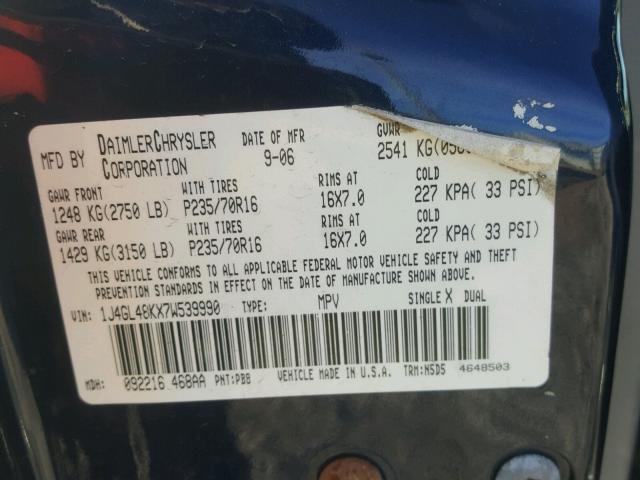 MFD BY DAIMLERCHRYSLER CORPORATION DATE OF MFR 9-06 GVWR 2541 KG
GAWR FRONT WITH TIRES RIMS AT COLD
1248 KG(2750 LB) P235/70R16 16X7.0 227 KPA( 33 PSI)
GAWR REAR WITH TIRES RIMS AT COLD
1429 KG(3150 LB) P235/70R16 16X7.0 227 KPA( 33 PSI)
THIS VEHICLE CONFORMS TO ALL APPLICABLE FEDERAL MOTOR VEHICLE SAFETY AND THEFT
PREVENTION STANDARDS IN EFFECT ON THE DATE OF MANUFACTURE SHOWN ABOVE.
VIN: 1J4GL48KX7W539990 TYPE: MPV SINGLE X DUAL
MDH: 092216 468AA PNT:PBB VEHICLE MADE IN U.S.A. TRM:N5D5 4648503